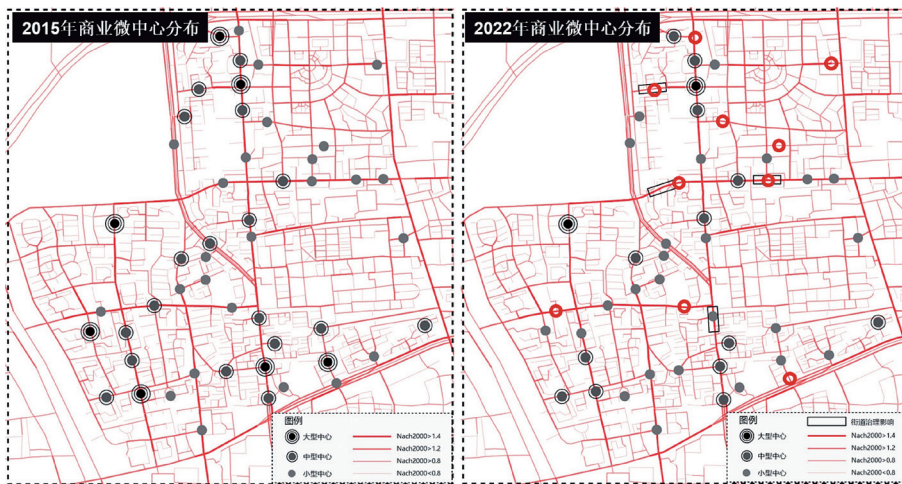 2015年商业微中心分布
图例
大型中心 Nach2000>1.4
Nach2000>1.2
中型中心 Nach2000>0.8
小型中心 Nach2000<0.8
2022年商业微中心分布
图例 街道治理影响
大型中心 Nach2000>1.4
Nach2000>1.2
中型中心 Nach2000>0.8
小型中心 Nach2000<0.8